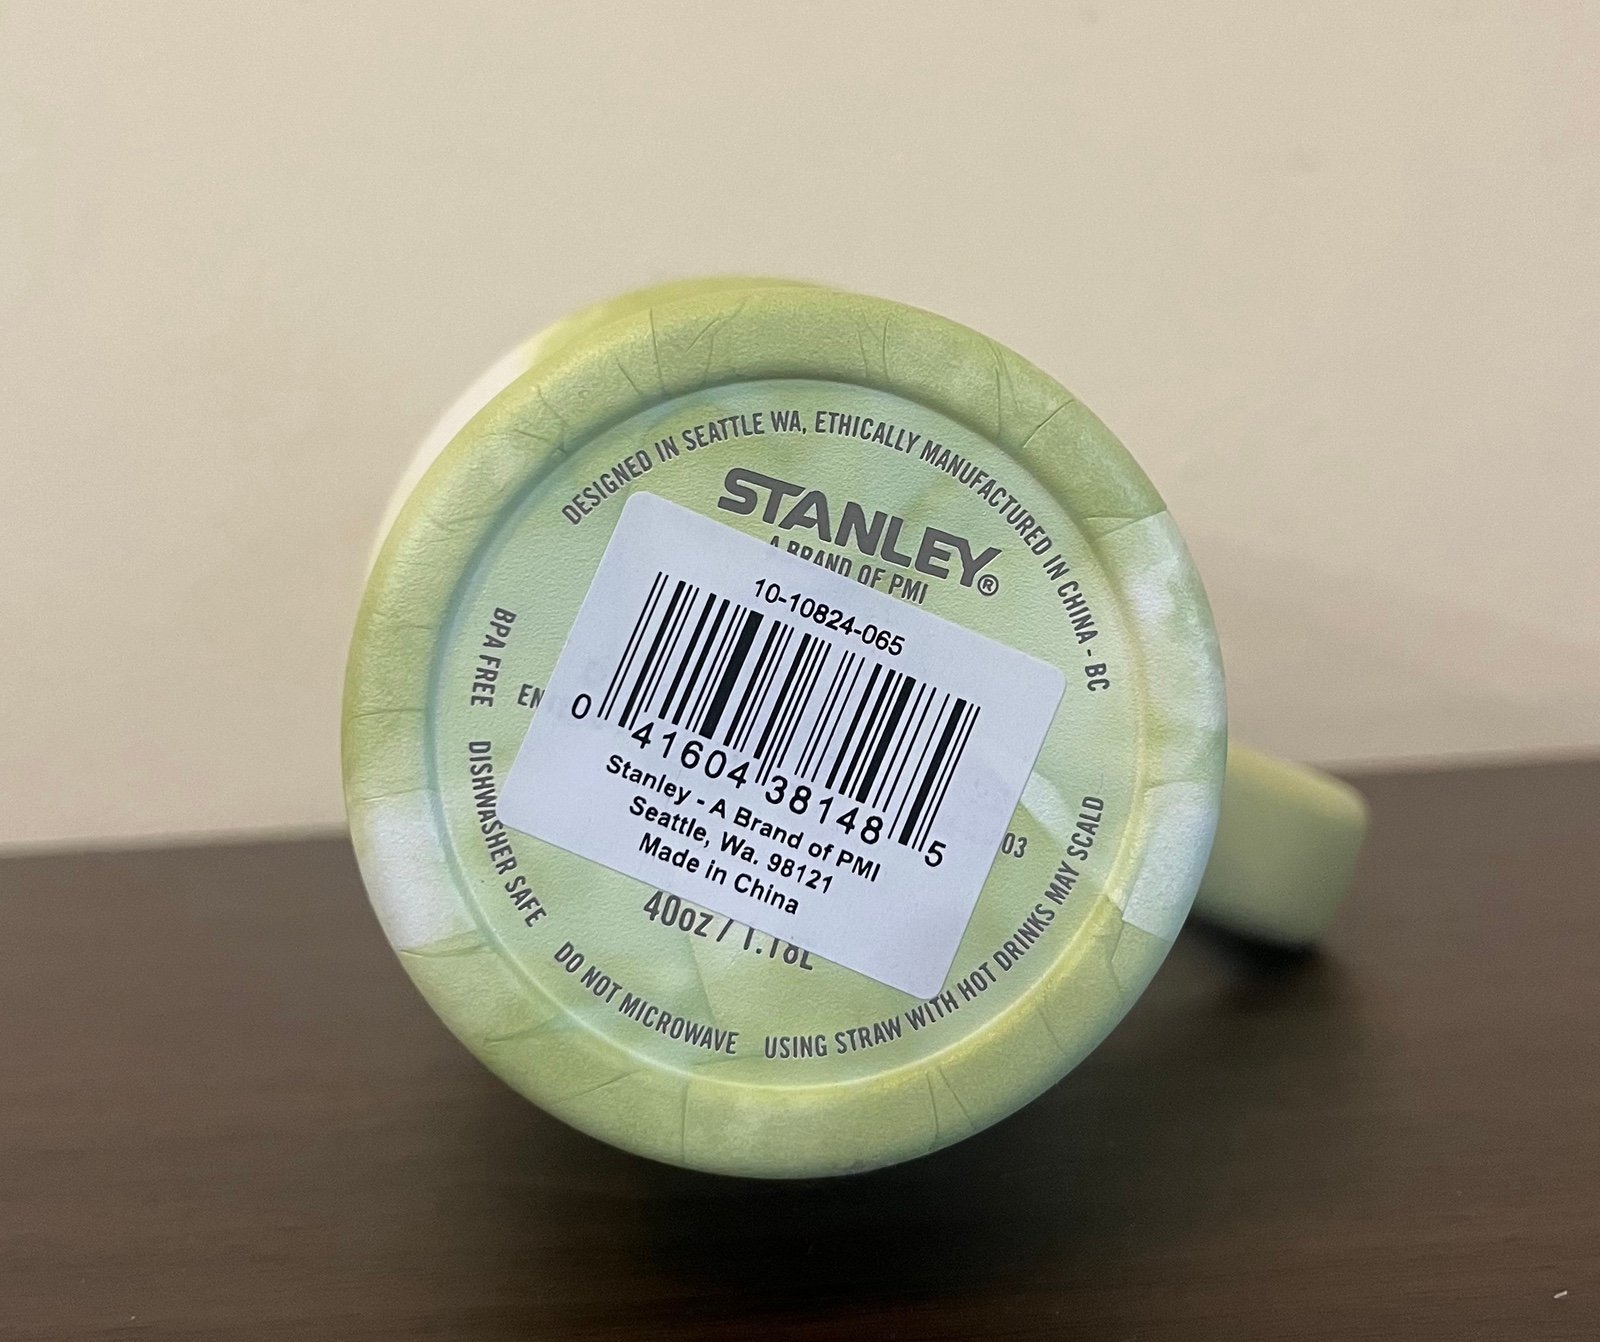 DESIGNED IN SEATTLE WA, ETHICALLY MANUFACTURED IN CHINA - BC
STANLEY®
A BRAND OF PMI
10-10824-065
0 41604 38148 5
Stanley - A Brand of PMI
Seattle, Wa. 98121
Made in China
EN
03
40oz / 1.18L
BPA FREE
DISHWASHER SAFE
DO NOT MICROWAVE
USING STRAW WITH HOT DRINKS MAY SCALD